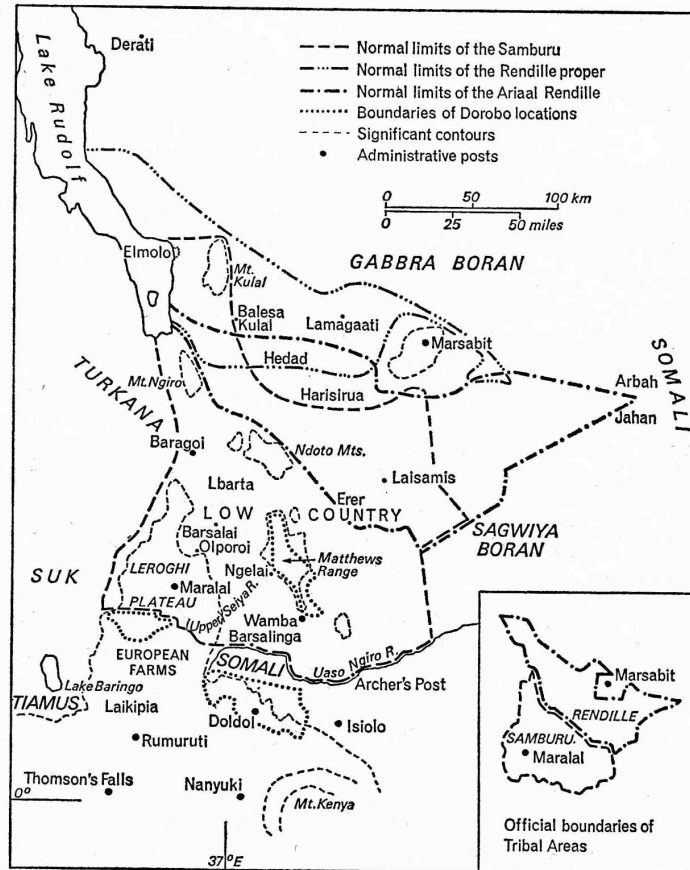 Lake Rudolf
Derati
Normal limits of the Samburu
Normal limits of the Rendille proper
Normal limits of the Ariaal Rendille
Boundaries of Dorobo locations
Significant contours
Administrative posts
0 50 100 km
0 25 50 miles
Elmolo
Mt.
Kulal
GABBRA BORAN
Balesa
Kulal
Lamagaati
Marsabit
Hedad
Harisirua
SOMALI
Arbah
Jahan
TURKANA
Mt.Ngiro
Baragoi
Ndoto Mts.
Laisamis
Lbarta
Erer
LOW COUNTRY
SAGWIYA
BORAN
Barsalai
Olporoi
Matthews
Range
LEROGHI
PLATEAU
Ngelai
SUK
Maralal
(Upper) Seiya R.
Wamba
Barsalinga
EUROPEAN
FARMS
SOMALI
Uaso Ngiro R.
Archer's Post
Lake Baringo
TIAMUS
Laikipia
Doldol
Isiolo
Rumuruti
Thomson's Falls
Nanyuki
Mt.Kenya
0°
37°E
Marsabit
RENDILLE
SAMBURU.
Maralal
Official boundaries of
Tribal Areas